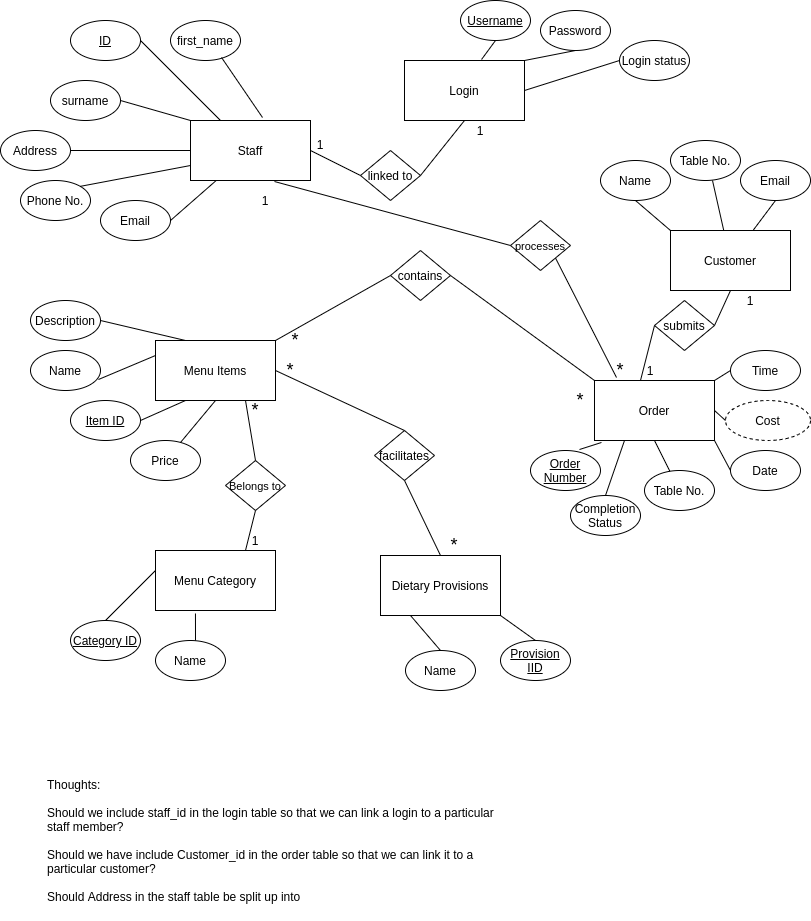 Username
Password
ID
first_name
Login status
Login
surname
1
Staff
1
Address
Table No.
linked to
Name
Email
Phone No.
1
Email
processes
Customer
contains
1
Description
submits
*
Menu Items
*
*
1
Name
Time
*
*
Order
Item ID
Cost
Price
facilitates
Order
Number
Date
Belongs to
Table No.
Completion
Status
1
*
Menu Category
Dietary Provisions
Category ID
Name
Provision
IID
Name
Thoughts:
Should we include staff_id in the login table so that we can link a login to a particular
staff member?
Should we have include Customer_id in the order table so that we can link it to a
particular customer?
Should Address in the staff table be split up into